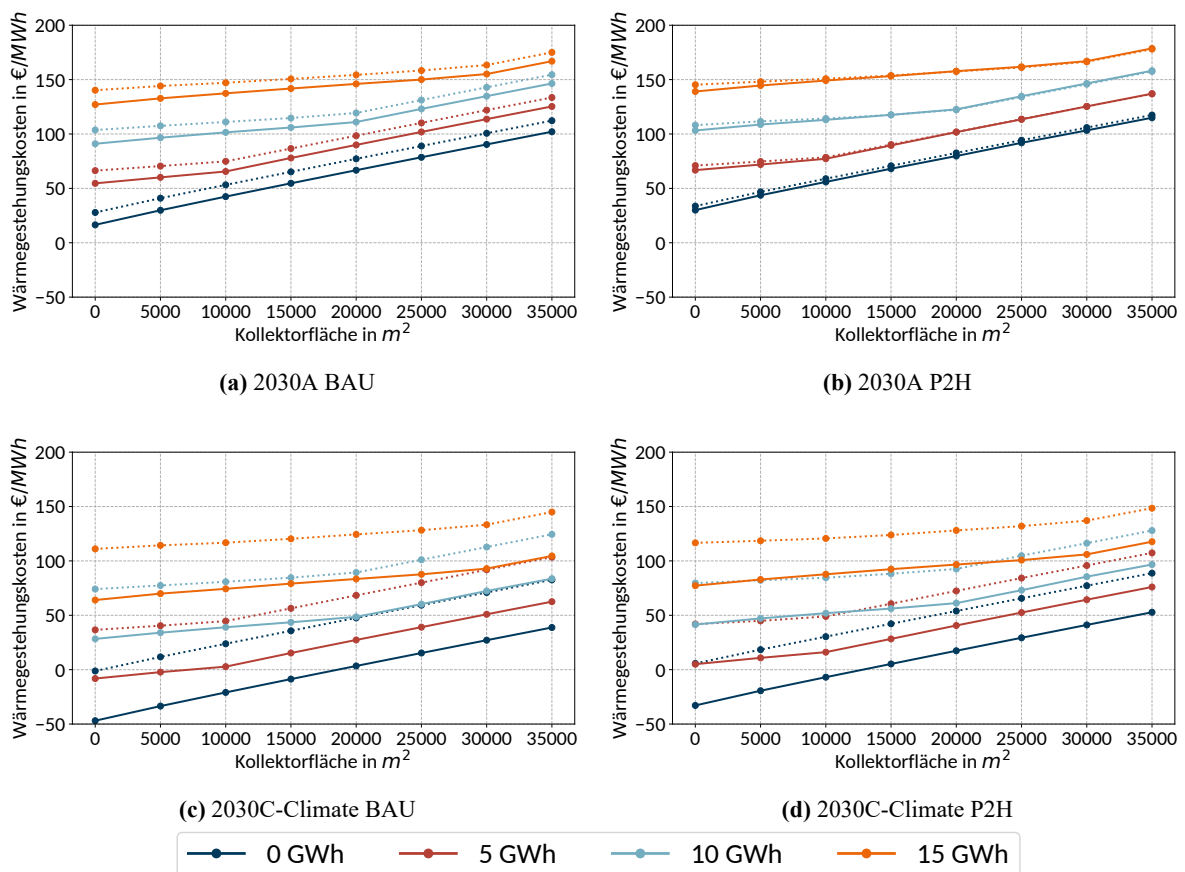 Wärmegestehungskosten in €/MWh
200
150
100
50
0
−50
0 5000 10000 15000 20000 25000 30000 35000
Kollektorfläche in m²
(a) 2030A BAU
Wärmegestehungskosten in €/MWh
200
150
100
50
0
−50
0 5000 10000 15000 20000 25000 30000 35000
Kollektorfläche in m²
(b) 2030A P2H
Wärmegestehungskosten in €/MWh
200
150
100
50
0
−50
0 5000 10000 15000 20000 25000 30000 35000
Kollektorfläche in m²
(c) 2030C-Climate BAU
Wärmegestehungskosten in €/MWh
200
150
100
50
0
−50
0 5000 10000 15000 20000 25000 30000 35000
Kollektorfläche in m²
(d) 2030C-Climate P2H
0 GWh 5 GWh 10 GWh 15 GWh